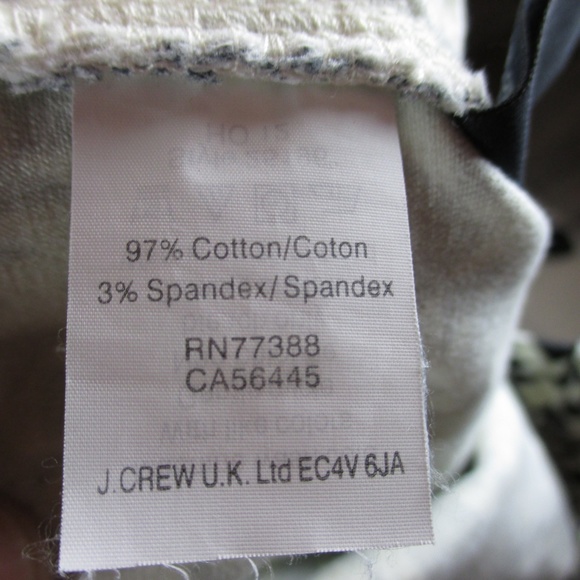 97% Cotton/Coton
3% Spandex/Spandex
RN77388
CA56445
J.CREW U.K. Ltd EC4V 6JA